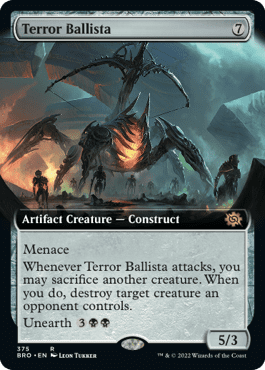 Terror Ballista 7
Artifact Creature — Construct
Menace
Whenever Terror Ballista attacks, you
may sacrifice another creature. When
you do, destroy target creature an
opponent controls.
Unearth 3
5/3
375 R
BRO • EN Leon Tukker ™ & © 2022 Wizards of the Coast